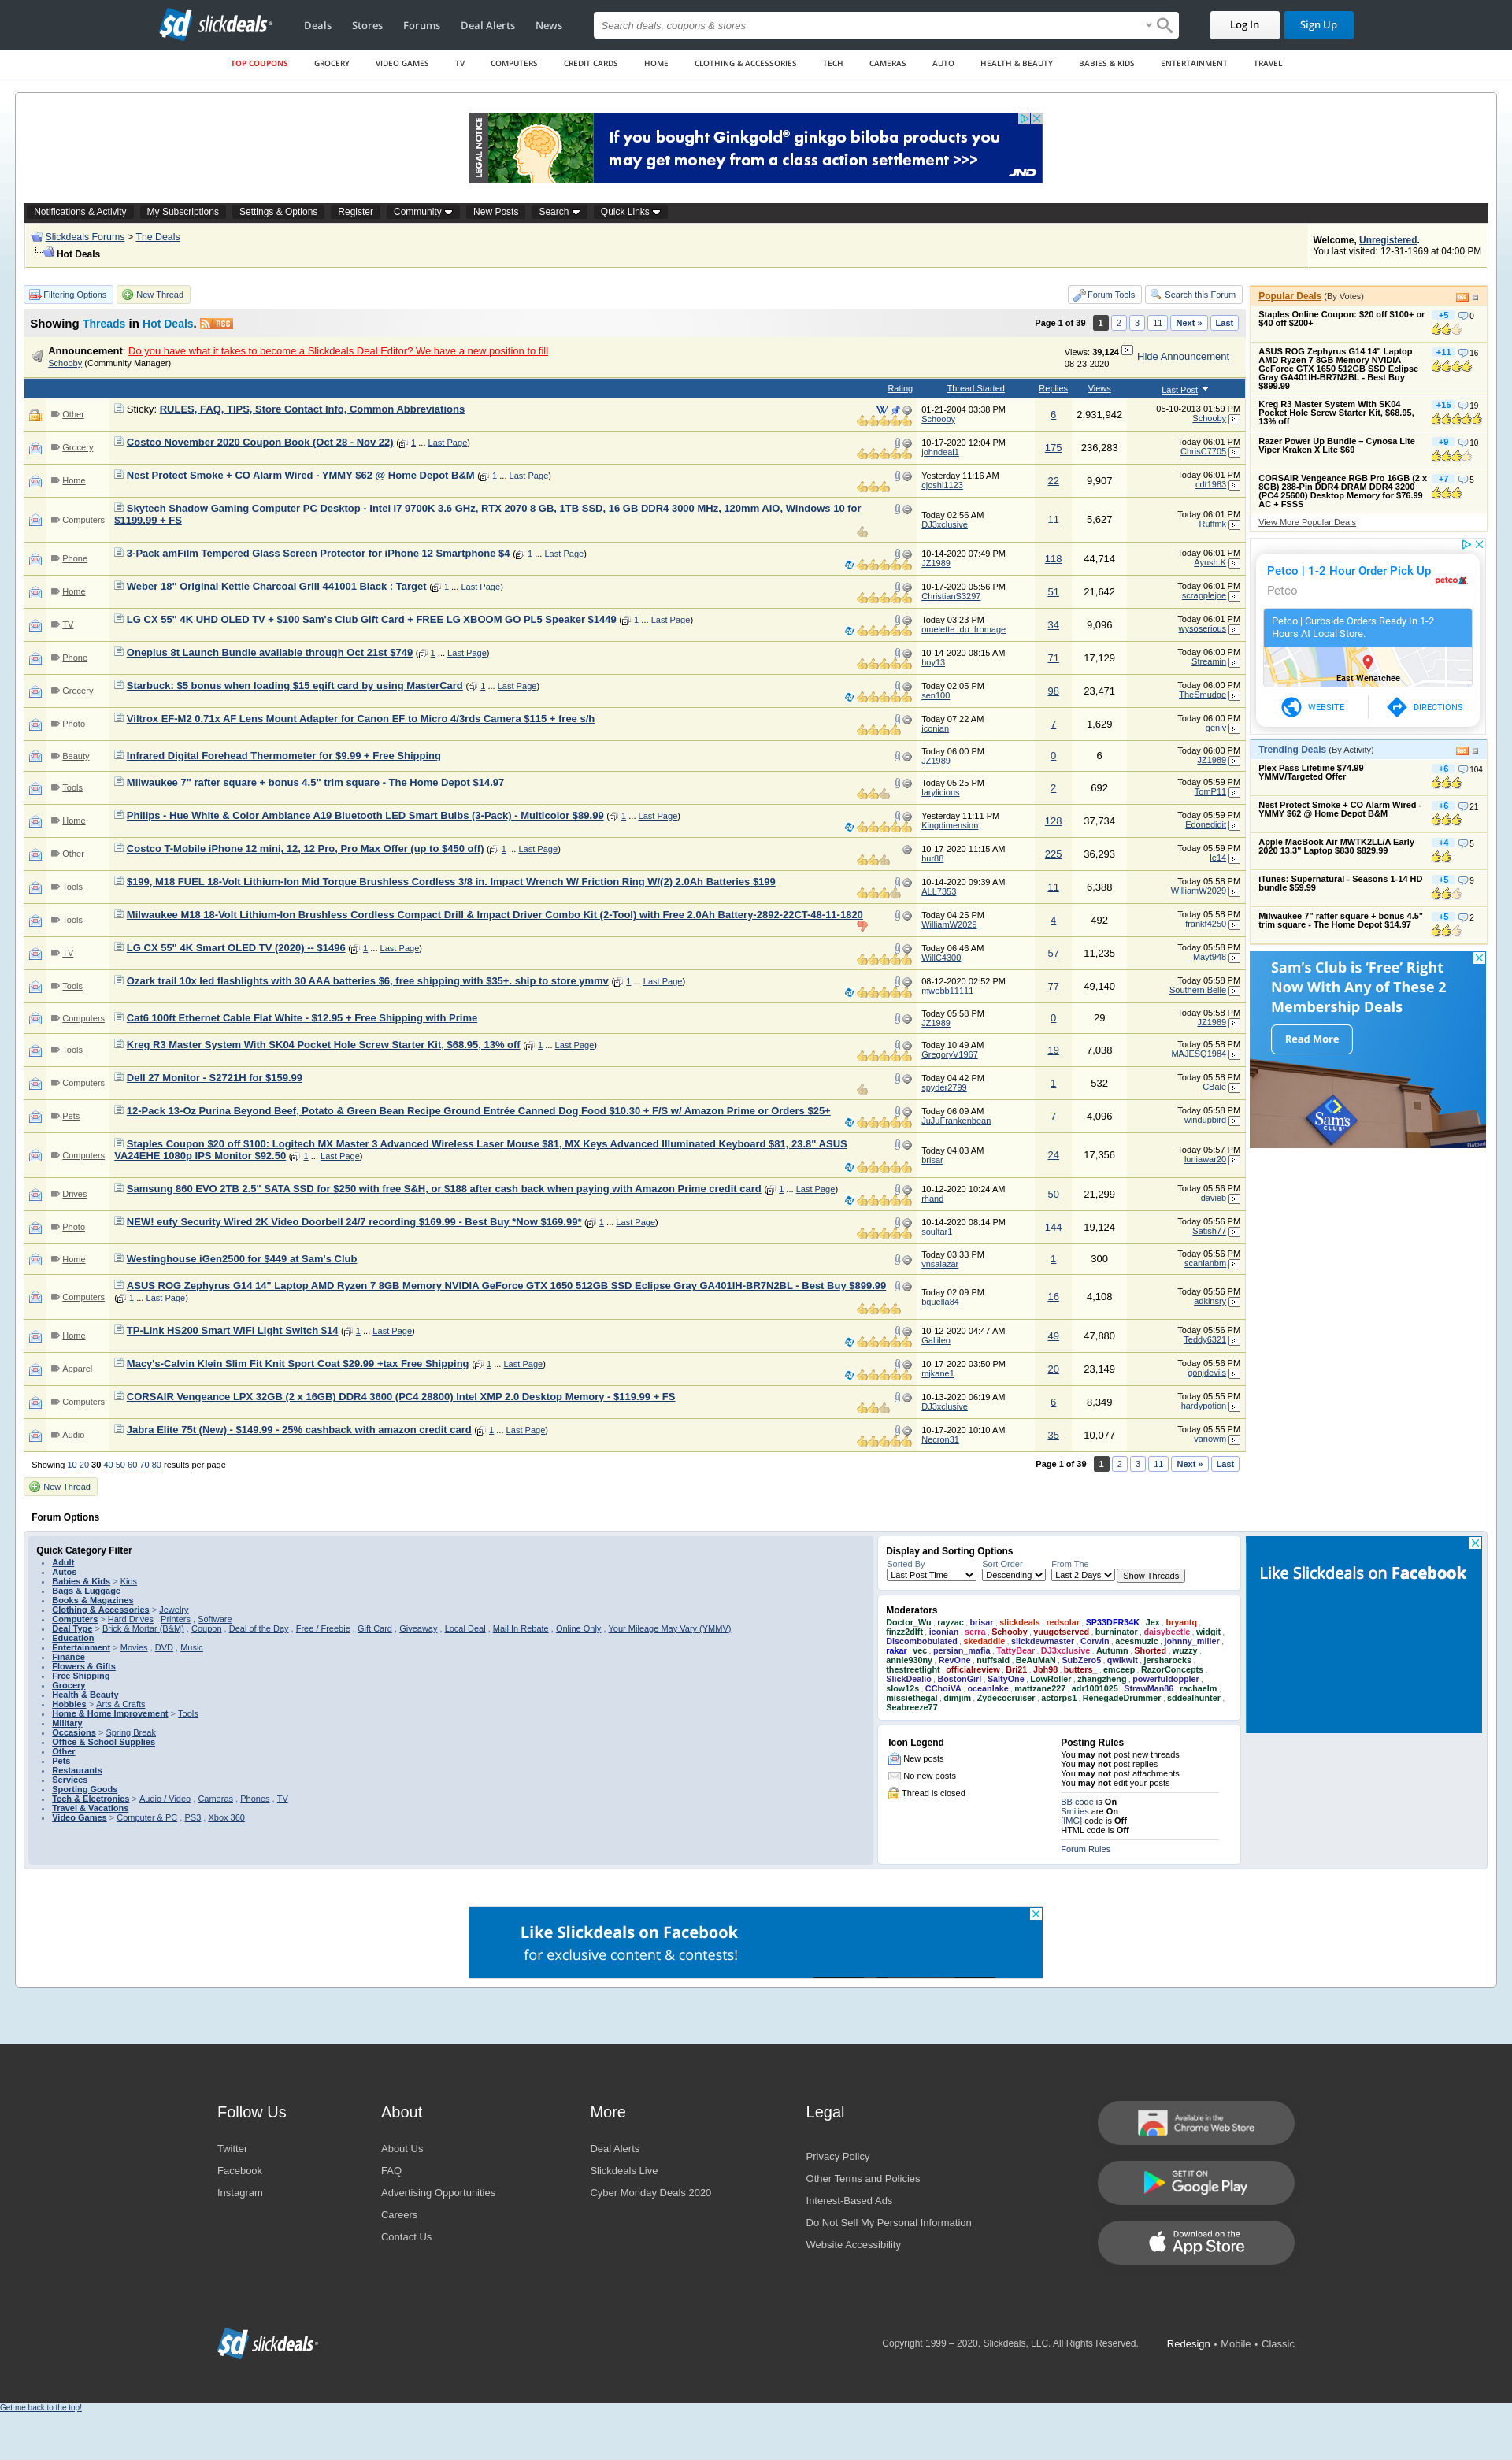 slickdeals
Deals Stores Forums Deal Alerts News
Search deals, coupons & stores
Log In Sign Up
TOP COUPONS GROCERY VIDEO GAMES TV COMPUTERS CREDIT CARDS HOME CLOTHING & ACCESSORIES TECH CAMERAS AUTO HEALTH & BEAUTY BABIES & KIDS ENTERTAINMENT TRAVEL
LEGAL NOTICE
If you bought Ginkgold® ginkgo biloba products you
may get money from a class action settlement >>>
JND
Notifications & Activity My Subscriptions Settings & Options Register Community New Posts Search Quick Links
Slickdeals Forums > The Deals
Hot Deals
Welcome, Unregistered.
You last visited: 12-31-1969 at 04:00 PM
Filtering Options New Thread Forum Tools Search this Forum
Showing Threads in Hot Deals. RSS
Page 1 of 39 1 2 3 11 Next » Last
Announcement: Do you have what it takes to become a Slickdeals Deal Editor? We have a new position to fill
Schooby (Community Manager)
Views: 39,124
08-23-2020
Hide Announcement
Rating Thread Started Replies Views Last Post
Other Sticky: RULES, FAQ, TIPS, Store Contact Info, Common Abbreviations 01-21-2004 03:38 PM Schooby 6 2,931,942 05-10-2013 01:59 PM Schooby
Grocery Costco November 2020 Coupon Book (Oct 28 - Nov 22) ( 1 ... Last Page) 10-17-2020 12:04 PM johndeal1 175 236,283 Today 06:01 PM ChrisC7705
Home Nest Protect Smoke + CO Alarm Wired - YMMY $62 @ Home Depot B&M ( 1 ... Last Page) Yesterday 11:16 AM cjoshi1123 22 9,907 Today 06:01 PM cdt1983
Computers Skytech Shadow Gaming Computer PC Desktop - Intel i7 9700K 3.6 GHz, RTX 2070 8 GB, 1TB SSD, 16 GB DDR4 3000 MHz, 120mm AIO, Windows 10 for
$1199.99 + FS Today 02:56 AM DJ3xclusive 11 5,627 Today 06:01 PM Ruffmk
Phone 3-Pack amFilm Tempered Glass Screen Protector for iPhone 12 Smartphone $4 ( 1 ... Last Page) 10-14-2020 07:49 PM JZ1989 118 44,714 Today 06:01 PM Ayush.K
Home Weber 18" Original Kettle Charcoal Grill 441001 Black : Target ( 1 ... Last Page) 10-17-2020 05:56 PM ChristianS3297 51 21,642 Today 06:01 PM scrapplejoe
TV LG CX 55" 4K UHD OLED TV + $100 Sam's Club Gift Card + FREE LG XBOOM GO PL5 Speaker $1449 ( 1 ... Last Page) Today 03:23 PM omelette_du_fromage 34 9,096 Today 06:01 PM wysoserious
Phone Oneplus 8t Launch Bundle available through Oct 21st $749 ( 1 ... Last Page) 10-14-2020 08:15 AM hoy13 71 17,129 Today 06:00 PM Streamin
Grocery Starbuck: $5 bonus when loading $15 egift card by using MasterCard ( 1 ... Last Page) Today 02:05 PM sen100 98 23,471 Today 06:00 PM TheSmudge
Photo Viltrox EF-M2 0.71x AF Lens Mount Adapter for Canon EF to Micro 4/3rds Camera $115 + free s/h Today 07:22 AM iconian 7 1,629 Today 06:00 PM geniv
Beauty Infrared Digital Forehead Thermometer for $9.99 + Free Shipping Today 06:00 PM JZ1989 0 6 Today 06:00 PM JZ1989
Tools Milwaukee 7" rafter square + bonus 4.5" trim square - The Home Depot $14.97 Today 05:25 PM larylicious 2 692 Today 05:59 PM TomP11
Home Philips - Hue White & Color Ambiance A19 Bluetooth LED Smart Bulbs (3-Pack) - Multicolor $89.99 ( 1 ... Last Page) Yesterday 11:11 PM Kingdimension 128 37,734 Today 05:59 PM Edonedidit
Other Costco T-Mobile iPhone 12 mini, 12, 12 Pro, Pro Max Offer (up to $450 off) ( 1 ... Last Page) 10-17-2020 11:15 AM hur88 225 36,293 Today 05:59 PM le14
Tools $199, M18 FUEL 18-Volt Lithium-Ion Mid Torque Brushless Cordless 3/8 in. Impact Wrench W/ Friction Ring W/(2) 2.0Ah Batteries $199 10-14-2020 09:39 AM ALL7353 11 6,388 Today 05:58 PM WilliamW2029
Tools Milwaukee M18 18-Volt Lithium-Ion Brushless Cordless Compact Drill & Impact Driver Combo Kit (2-Tool) with Free 2.0Ah Battery-2892-22CT-48-11-1820 Today 04:25 PM WilliamW2029 4 492 Today 05:58 PM frankf4250
TV LG CX 55" 4K Smart OLED TV (2020) -- $1496 ( 1 ... Last Page) Today 06:46 AM WillC4300 57 11,235 Today 05:58 PM Mayt948
Tools Ozark trail 10x led flashlights with 30 AAA batteries $6, free shipping with $35+. ship to store ymmv ( 1 ... Last Page) 08-12-2020 02:52 PM mwebb11111 77 49,140 Today 05:58 PM Southern Belle
Computers Cat6 100ft Ethernet Cable Flat White - $12.95 + Free Shipping with Prime Today 05:58 PM JZ1989 0 29 Today 05:58 PM JZ1989
Tools Kreg R3 Master System With SK04 Pocket Hole Screw Starter Kit, $68.95, 13% off ( 1 ... Last Page) Today 10:49 AM GregoryV1967 19 7,038 Today 05:58 PM MAJESQ1984
Computers Dell 27 Monitor - S2721H for $159.99 Today 04:42 PM spyder2799 1 532 Today 05:58 PM CBale
Pets 12-Pack 13-Oz Purina Beyond Beef, Potato & Green Bean Recipe Ground Entrée Canned Dog Food $10.30 + F/S w/ Amazon Prime or Orders $25+ Today 06:09 AM JuJuFrankenbean 7 4,096 Today 05:58 PM windupbird
Computers Staples Coupon $20 off $100: Logitech MX Master 3 Advanced Wireless Laser Mouse $81, MX Keys Advanced Illuminated Keyboard $81, 23.8" ASUS
VA24EHE 1080p IPS Monitor $92.50 ( 1 ... Last Page) Today 04:03 AM brisar 24 17,356 Today 05:57 PM luniawar20
Drives Samsung 860 EVO 2TB 2.5" SATA SSD for $250 with free S&H, or $188 after cash back when paying with Amazon Prime credit card ( 1 ... Last Page) 10-12-2020 10:24 AM rhand 50 21,299 Today 05:56 PM davieb
Photo NEW! eufy Security Wired 2K Video Doorbell 24/7 recording $169.99 - Best Buy *Now $169.99* ( 1 ... Last Page) 10-14-2020 08:14 PM soultar1 144 19,124 Today 05:56 PM Satish77
Home Westinghouse iGen2500 for $449 at Sam's Club Today 03:33 PM vnsalazar 1 300 Today 05:56 PM scanlanbm
Computers ASUS ROG Zephyrus G14 14" Laptop AMD Ryzen 7 8GB Memory NVIDIA GeForce GTX 1650 512GB SSD Eclipse Gray GA401IH-BR7N2BL - Best Buy $899.99
( 1 ... Last Page) Today 02:09 PM bquella84 16 4,108 Today 05:56 PM adkinsry
Home TP-Link HS200 Smart WiFi Light Switch $14 ( 1 ... Last Page) 10-12-2020 04:47 AM Gallileo 49 47,880 Today 05:56 PM Teddy6321
Apparel Macy's-Calvin Klein Slim Fit Knit Sport Coat $29.99 +tax Free Shipping ( 1 ... Last Page) 10-17-2020 03:50 PM mjkane1 20 23,149 Today 05:56 PM gonjdevils
Computers CORSAIR Vengeance LPX 32GB (2 x 16GB) DDR4 3600 (PC4 28800) Intel XMP 2.0 Desktop Memory - $119.99 + FS 10-13-2020 06:19 AM DJ3xclusive 6 8,349 Today 05:55 PM hardypotion
Audio Jabra Elite 75t (New) - $149.99 - 25% cashback with amazon credit card ( 1 ... Last Page) 10-17-2020 10:10 AM Necron31 35 10,077 Today 05:55 PM vanowm
Showing 10 20 30 40 50 60 70 80 results per page
Page 1 of 39 1 2 3 11 Next » Last
New Thread
Popular Deals (By Votes)
Staples Online Coupon: $20 off $100+ or
$40 off $200+ +5 0
ASUS ROG Zephyrus G14 14" Laptop
AMD Ryzen 7 8GB Memory NVIDIA
GeForce GTX 1650 512GB SSD Eclipse
Gray GA401IH-BR7N2BL - Best Buy
$899.99 +11 16
Kreg R3 Master System With SK04
Pocket Hole Screw Starter Kit, $68.95,
13% off +15 19
Razer Power Up Bundle – Cynosa Lite
Viper Kraken X Lite $69 +9 10
CORSAIR Vengeance RGB Pro 16GB (2 x
8GB) 288-Pin DDR4 DRAM DDR4 3200
(PC4 25600) Desktop Memory for $76.99
AC + FSSS +7 5
View More Popular Deals
Petco | 1-2 Hour Order Pick Up
Petco
petco
Petco | Curbside Orders Ready In 1-2
Hours At Local Store.
East Wenatchee
WEBSITE DIRECTIONS
Trending Deals (By Activity)
Plex Pass Lifetime $74.99
YMMV/Targeted Offer +6 104
Nest Protect Smoke + CO Alarm Wired -
YMMY $62 @ Home Depot B&M +6 21
Apple MacBook Air MWTK2LL/A Early
2020 13.3" Laptop $830 $829.99 +4 5
iTunes: Supernatural - Seasons 1-14 HD
bundle $59.99 +5 9
Milwaukee 7" rafter square + bonus 4.5"
trim square - The Home Depot $14.97 +5 2
Sam's Club is 'Free' Right
Now With Any of These 2
Membership Deals
Read More
Sam's
CLUB
Forum Options
Quick Category Filter
Adult
Autos
Babies & Kids > Kids
Bags & Luggage
Books & Magazines
Clothing & Accessories > Jewelry
Computers > Hard Drives , Printers , Software
Deal Type > Brick & Mortar (B&M) , Coupon , Deal of the Day , Free / Freebie , Gift Card , Giveaway , Local Deal , Mail In Rebate , Online Only , Your Mileage May Vary (YMMV)
Education
Entertainment > Movies , DVD , Music
Finance
Flowers & Gifts
Free Shipping
Grocery
Health & Beauty
Hobbies > Arts & Crafts
Home & Home Improvement > Tools
Military
Occasions > Spring Break
Office & School Supplies
Other
Pets
Restaurants
Services
Sporting Goods
Tech & Electronics > Audio / Video , Cameras , Phones , TV
Travel & Vacations
Video Games > Computer & PC , PS3 , Xbox 360
Display and Sorting Options
Sorted By Sort Order From The
Last Post Time Descending Last 2 Days Show Threads
Moderators
Doctor_Wu , rayzac , brisar , slickdeals , redsolar , SP33DFR34K , Jex , bryantq ,
finzz2dlft , iconian , serra , Schooby , yuugotserved , burninator , daisybeetle , widgit ,
Discombobulated , skedaddle , slickdewmaster , Corwin , acesmuzic , johnny_miller ,
rakar , vec , persian_mafia , TattyBear , DJ3xclusive , Autumn , Shorted , wuzzy ,
annie930ny , RevOne , nuffsaid , BeAuMaN , SubZero5 , qwikwit , jersharocks ,
thestreetlight , officialreview , Bri21 , Jbh98 , butters_ , emceep , RazorConcepts ,
SlickDealio , BostonGirl , SaltyOne , LowRoller , zhangzheng , powerfuldoppler ,
slow12s , CChoiVA , oceanlake , mattzane227 , adr1001025 , StrawMan86 , rachaelm ,
missiethegal , dimjim , Zydecocruiser , actorps1 , RenegadeDrummer , sddealhunter ,
Seabreeze77
Icon Legend
New posts
No new posts
Thread is closed
Posting Rules
You may not post new threads
You may not post replies
You may not post attachments
You may not edit your posts
BB code is On
Smilies are On
[IMG] code is Off
HTML code is Off
Forum Rules
Like Slickdeals on Facebook
Like Slickdeals on Facebook
for exclusive content & contests!
Follow Us
Twitter
Facebook
Instagram
About
About Us
FAQ
Advertising Opportunities
Careers
Contact Us
More
Deal Alerts
Slickdeals Live
Cyber Monday Deals 2020
Legal
Privacy Policy
Other Terms and Policies
Interest-Based Ads
Do Not Sell My Personal Information
Website Accessibility
Available in the
Chrome Web Store
GET IT ON
Google Play
Download on the
App Store
slickdeals
Copyright 1999 – 2020. Slickdeals, LLC. All Rights Reserved.
Redesign • Mobile • Classic
Get me back to the top!